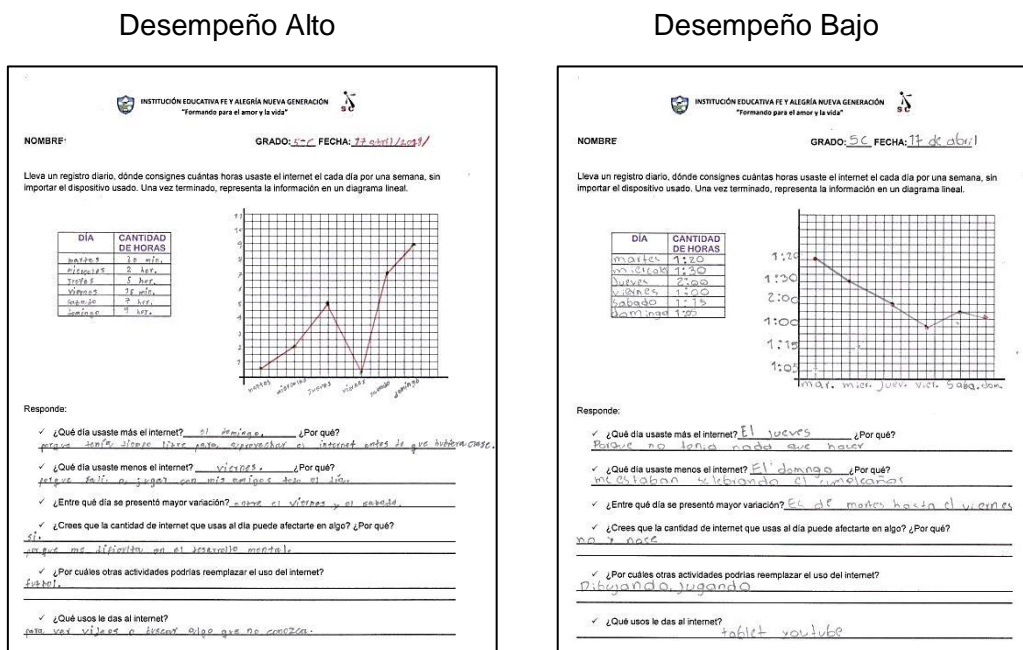 Desempeño Alto
INSTITUCIÓN EDUCATIVA FE Y ALEGRÍA NUEVA GENERACIÓN
"Formando para el amor y la vida"
NOMBRE:
GRADO: 5-C FECHA: 17 abril/2019/
Lleva un registro diario, dónde consignes cuántas horas usaste el internet el cada día por una semana, sin
importar el dispositivo usado. Una vez terminado, representa la información en un diagrama lineal.
DÍA CANTIDAD DE HORAS
martes 30 min.
miercoles 2 hor.
5 hor.
Viernes 15 min.
sabado 7 hor.
Domingo 9 hor.
martes miercoles Jueves viernes sabado domingo
Responde:
✓ ¿Qué día usaste más el internet? el domingo. ¿Por qué?
porque tenia tiempo libre para aprovechar el internet antes de que hubiera clase.
✓ ¿Qué día usaste menos el internet? viernes. ¿Por qué?
porque salí a jugar con mis amigos todo el día.
✓ ¿Entre qué día se presentó mayor variación? entre el viernes y el sabado.
✓ ¿Crees que la cantidad de internet que usas al día puede afectarte en algo? ¿Por qué?
si.
porque me dificulta en el desarrollo mental.
✓ ¿Por cuáles otras actividades podrías reemplazar el uso del internet?
futbol.
✓ ¿Qué usos le das al internet?
para ver videos o buscar algo que no conozca.
Desempeño Bajo
INSTITUCIÓN EDUCATIVA FE Y ALEGRÍA NUEVA GENERACIÓN
"Formando para el amor y la vida"
NOMBRE
GRADO: 5C FECHA: 17 de abril
Lleva un registro diario, dónde consignes cuántas horas usaste el internet el cada día por una semana, sin
importar el dispositivo usado. Una vez terminado, representa la información en un diagrama lineal.
DÍA CANTIDAD DE HORAS
martes 1:20
miercole 1:30
Jueves 2:00
viernes 1:00
sabado 1:15
domingo 1:05
1:20
1:30
2:00
1:00
1:15
1:05
mar. mier. Juev. vier. Saba. dom.
Responde:
✓ ¿Qué día usaste más el internet? El jueves ¿Por qué?
Porque no tenia nada que hacer
✓ ¿Qué día usaste menos el internet? El domngo ¿Por qué?
me estaban selebrando el cumpleaños
✓ ¿Entre qué día se presentó mayor variación? El de martes hasta el viernes
✓ ¿Crees que la cantidad de internet que usas al día puede afectarte en algo? ¿Por qué?
no y nose
✓ ¿Por cuáles otras actividades podrías reemplazar el uso del internet?
Dibujando, jugando
✓ ¿Qué usos le das al internet?
tablet youtube